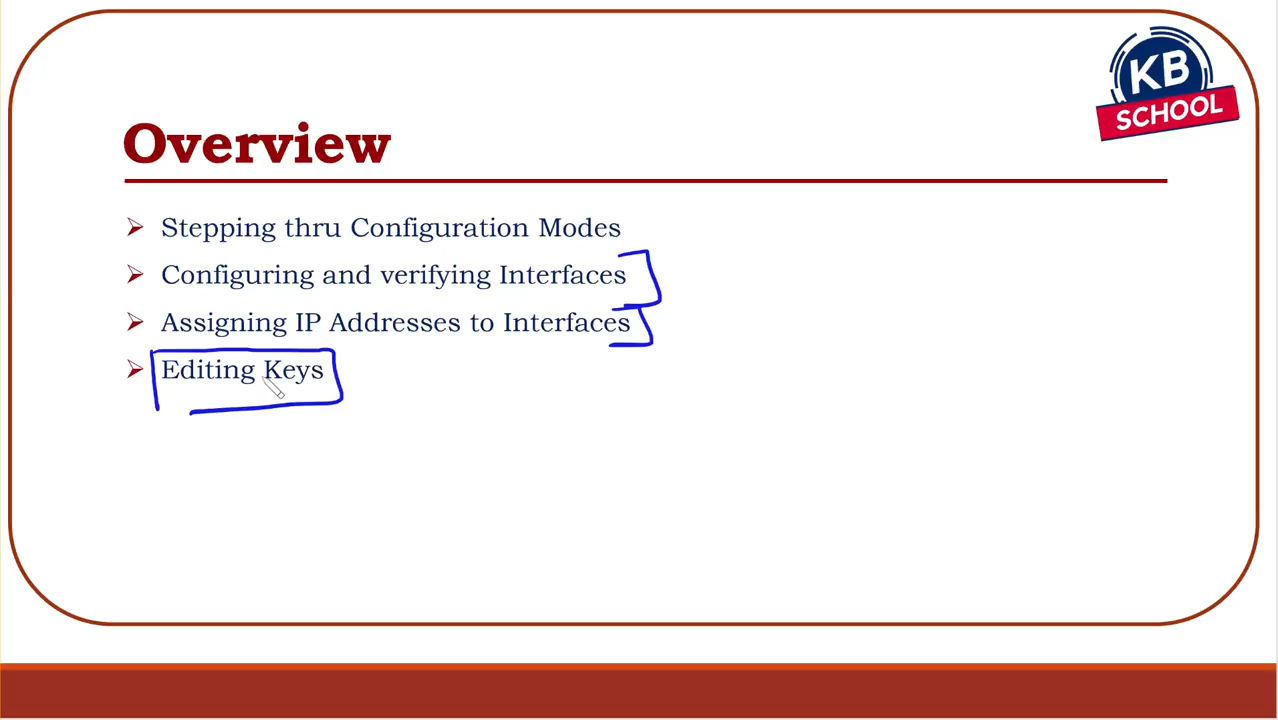 KB
SCHOOL
Overview
Stepping thru Configuration Modes
Configuring and verifying Interfaces
Assigning IP Addresses to Interfaces
Editing Keys